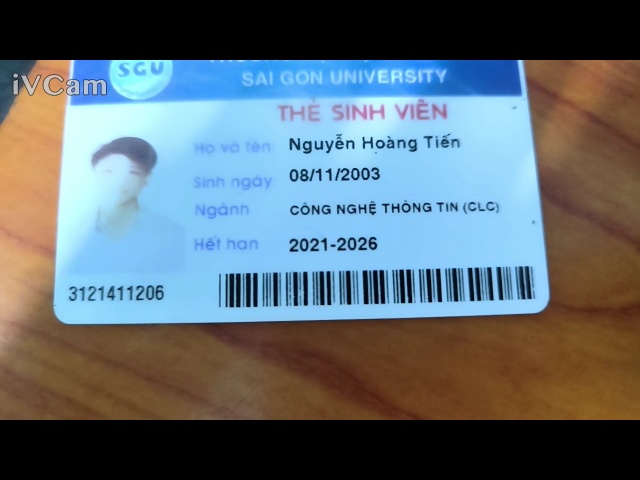 iVCam
SGU
SAI GON UNIVERSITY
THẺ SINH VIÊN
Họ và tên Nguyễn Hoàng Tiến
Sinh ngày 08/11/2003
Ngành CÔNG NGHỆ THÔNG TIN (CLC)
Hết hạn 2021-2026
3121411206